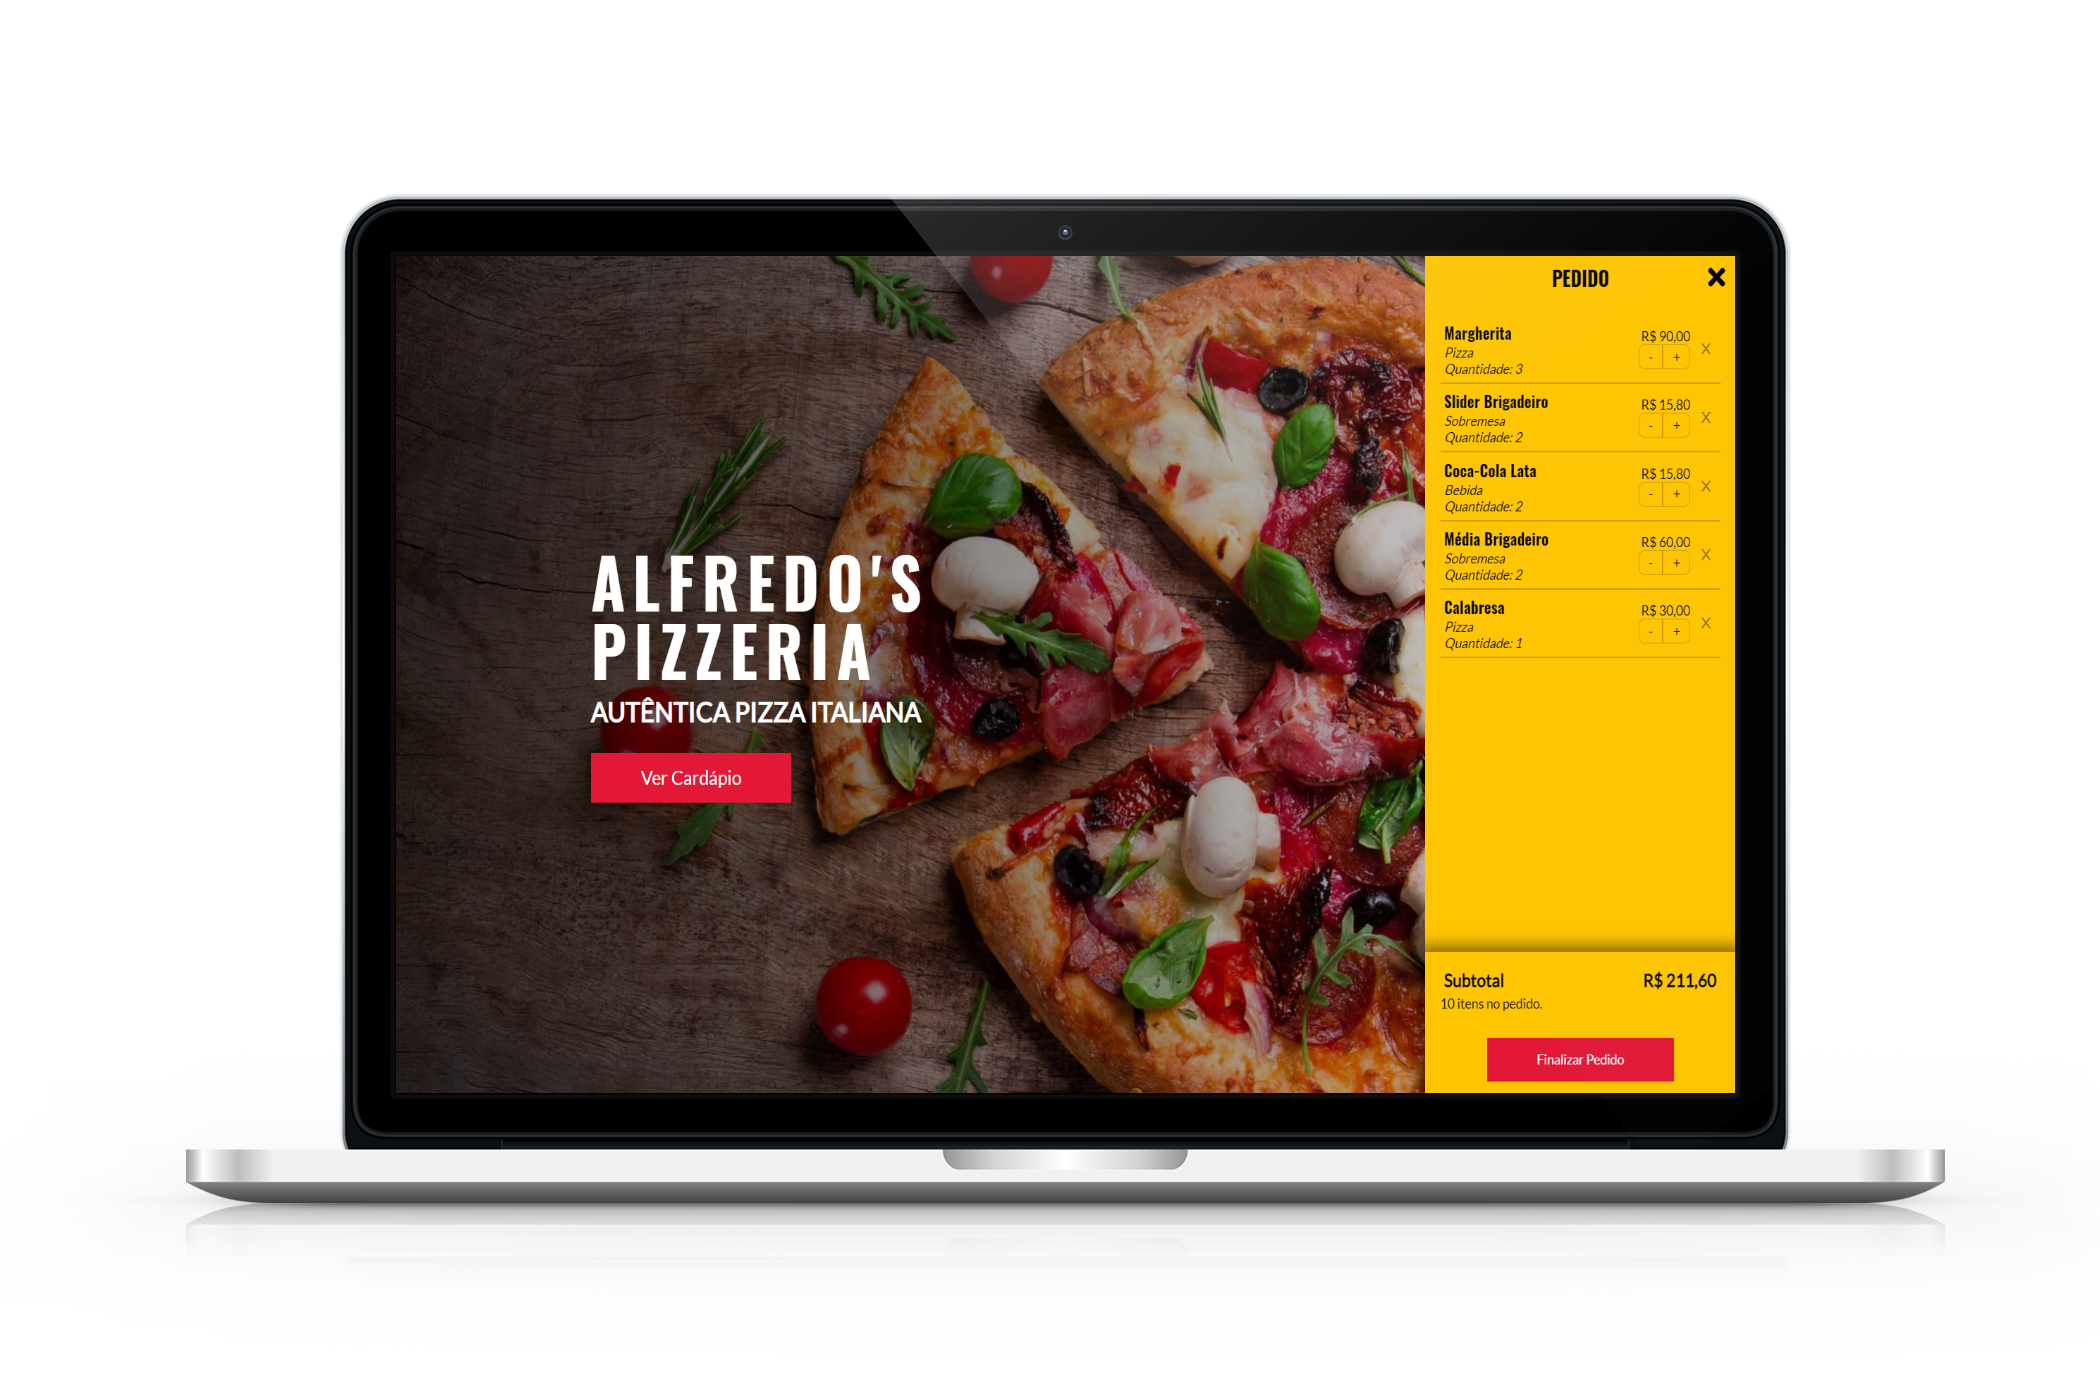 ALFREDO'S
PIZZERIA
AUTÊNTICA PIZZA ITALIANA
Ver Cardápio
PEDIDO
Margherita
R$ 90,00
Pizza
- +
X
Quantidade: 3
Slider Brigadeiro
R$ 15,80
Sobremesa
- +
X
Quantidade: 2
Coca-Cola Lata
R$ 15,80
Bebida
- +
X
Quantidade: 2
Média Brigadeiro
R$ 60,00
Sobremesa
- +
X
Quantidade: 2
Calabresa
R$ 30,00
Pizza
- +
X
Quantidade: 1
Subtotal R$ 211,60
10 itens no pedido.
Finalizar Pedido